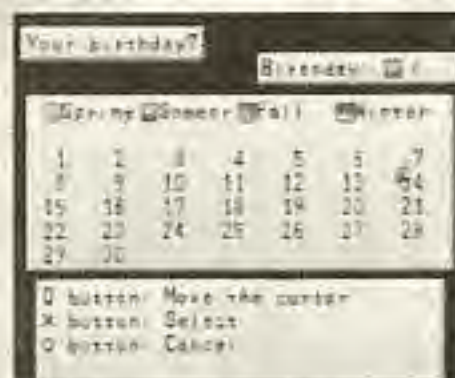 Your birthday?
Birthday:
Spring Summer Fall Winter
1 2 3 4 5 6 7
8 9 10 11 12 13 14
15 16 17 18 19 20 21
22 23 24 25 26 27 28
29 30
button: Move the cursor
X button: Select
O button: Cancel